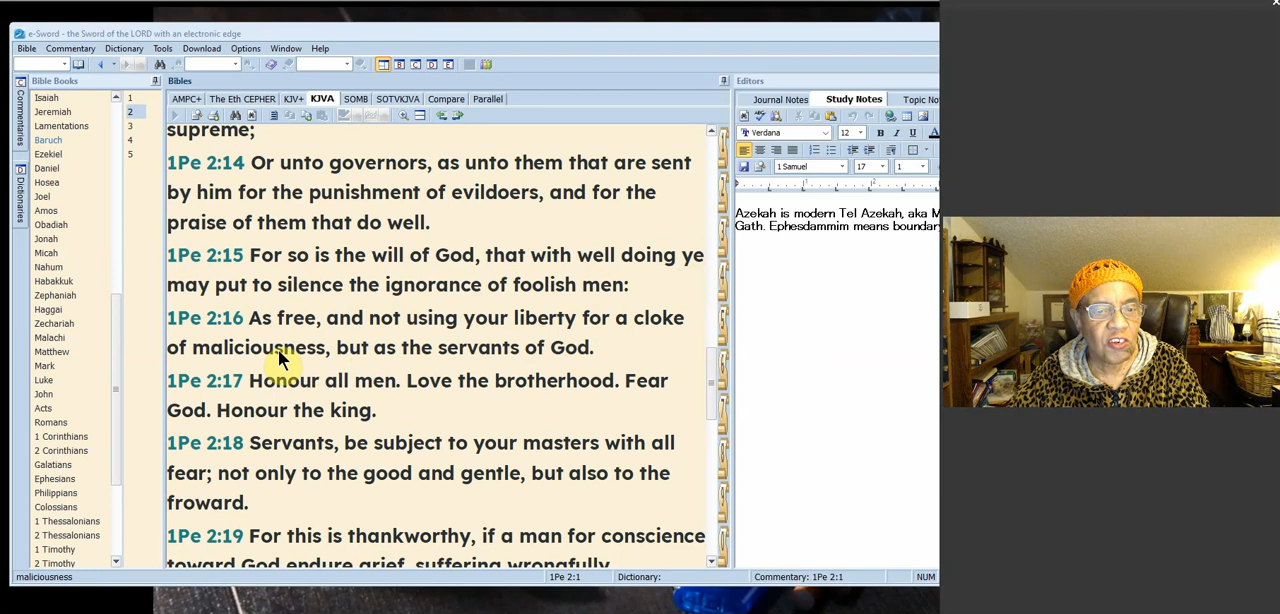 e-Sword - the Sword of the LORD with an electronic edge
Bible Commentary Dictionary Tools Download Options Window Help
Bible Books
Bibles
Editors
Commentaries
Dictionaries
Isaiah
Jeremiah
Lamentations
Baruch
Ezekiel
Daniel
Hosea
Joel
Amos
Obadiah
Jonah
Micah
Nahum
Habakkuk
Zephaniah
Haggai
Zechariah
Malachi
Matthew
Mark
Luke
John
Acts
Romans
1 Corinthians
2 Corinthians
Galatians
Ephesians
Philippians
Colossians
1 Thessalonians
2 Thessalonians
1 Timothy
2 Timothy
1
2
3
4
5
AMPC+ The Eth CEPHER KJV+ KJVA SOMB SOTVKJVA Compare Parallel
supreme;
1Pe 2:14 Or unto governors, as unto them that are sent
by him for the punishment of evildoers, and for the
praise of them that do well.
1Pe 2:15 For so is the will of God, that with well doing ye
may put to silence the ignorance of foolish men:
1Pe 2:16 As free, and not using your liberty for a cloke
of maliciousness, but as the servants of God.
1Pe 2:17 Honour all men. Love the brotherhood. Fear
God. Honour the king.
1Pe 2:18 Servants, be subject to your masters with all
fear; not only to the good and gentle, but also to the
froward.
1Pe 2:19 For this is thankworthy, if a man for conscience
toward God endure grief, suffering wrongfully
Journal Notes Study Notes Topic No
Verdana 12 B I U A
1 Samuel 17 1
Azekah is modern Tel Azekah, aka M
Gath. Ephesdammim means boundary
maliciousness 1Pe 2:1 Dictionary: Commentary: 1Pe 2:1 NUM